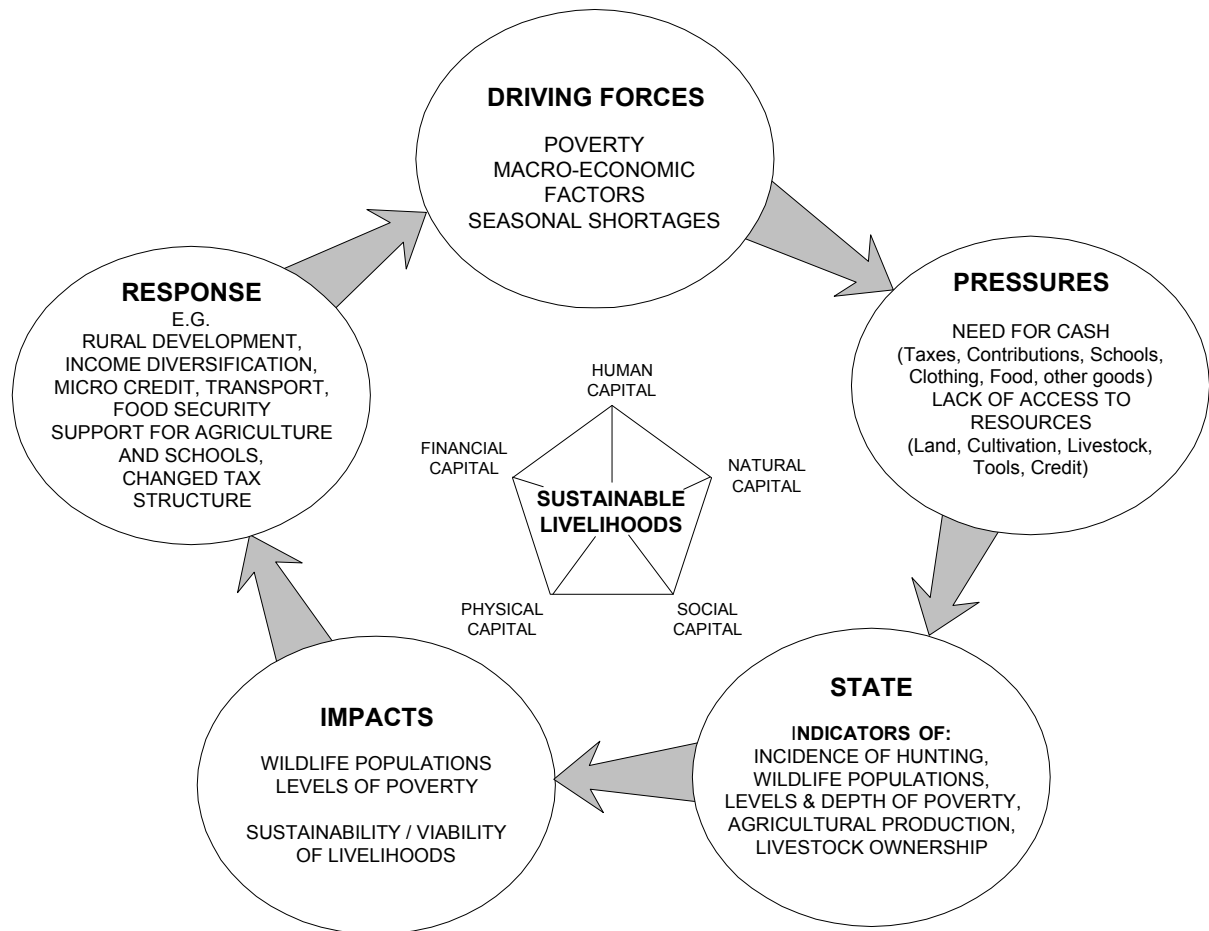 DRIVING FORCES
POVERTY
MACRO-ECONOMIC
FACTORS
SEASONAL SHORTAGES
PRESSURES
NEED FOR CASH
(Taxes, Contributions, Schools,
Clothing, Food, other goods)
LACK OF ACCESS TO
RESOURCES
(Land, Cultivation, Livestock,
Tools, Credit)
STATE
INDICATORS OF:
INCIDENCE OF HUNTING,
WILDLIFE POPULATIONS,
LEVELS & DEPTH OF POVERTY,
AGRICULTURAL PRODUCTION,
LIVESTOCK OWNERSHIP
IMPACTS
WILDLIFE POPULATIONS
LEVELS OF POVERTY
SUSTAINABILITY / VIABILITY
OF LIVELIHOODS
RESPONSE
E.G.
RURAL DEVELOPMENT,
INCOME DIVERSIFICATION,
MICRO CREDIT, TRANSPORT,
FOOD SECURITY
SUPPORT FOR AGRICULTURE
AND SCHOOLS,
CHANGED TAX
STRUCTURE
HUMAN
CAPITAL
FINANCIAL
CAPITAL
NATURAL
CAPITAL
SUSTAINABLE
LIVELIHOODS
PHYSICAL
CAPITAL
SOCIAL
CAPITAL